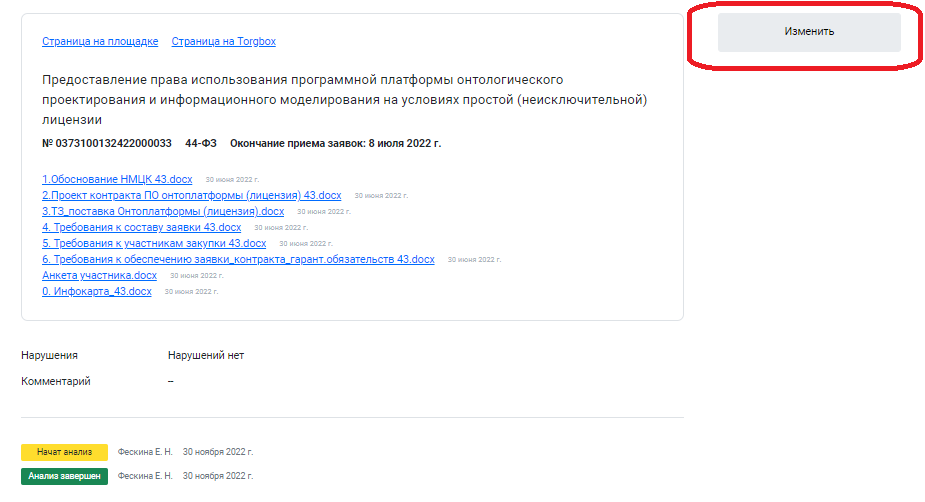 Изменить
Страница на площадке Страница на Torgbox
Предоставление права использования программной платформы онтологического
проектирования и информационного моделирования на условиях простой (неисключительной)
лицензии
№ 0373100132422000033 44-ФЗ Окончание приема заявок: 8 июля 2022 г.
1.Обоснование НМЦК 43.docx 30 июня 2022 г.
2.Проект контракта ПО онтоплатформы (лицензия) 43.docx 30 июня 2022 г.
3.ТЗ_поставка Онтоплатформы (лицензия).docx 30 июня 2022 г.
4. Требования к составу заявки 43.docx 30 июня 2022 г.
5. Требования к участникам закупки 43.docx 30 июня 2022 г.
6. Требования к обеспечению заявки_контракта_гарант.обязательств 43.docx 30 июня 2022 г.
Анкета участника.docx 30 июня 2022 г.
0. Инфокарта_43.docx 30 июня 2022 г.
Нарушения Нарушений нет
Комментарий –
Начат анализ Фескина Е. Н. 30 ноября 2022 г.
Анализ завершен Фескина Е. Н. 30 ноября 2022 г.